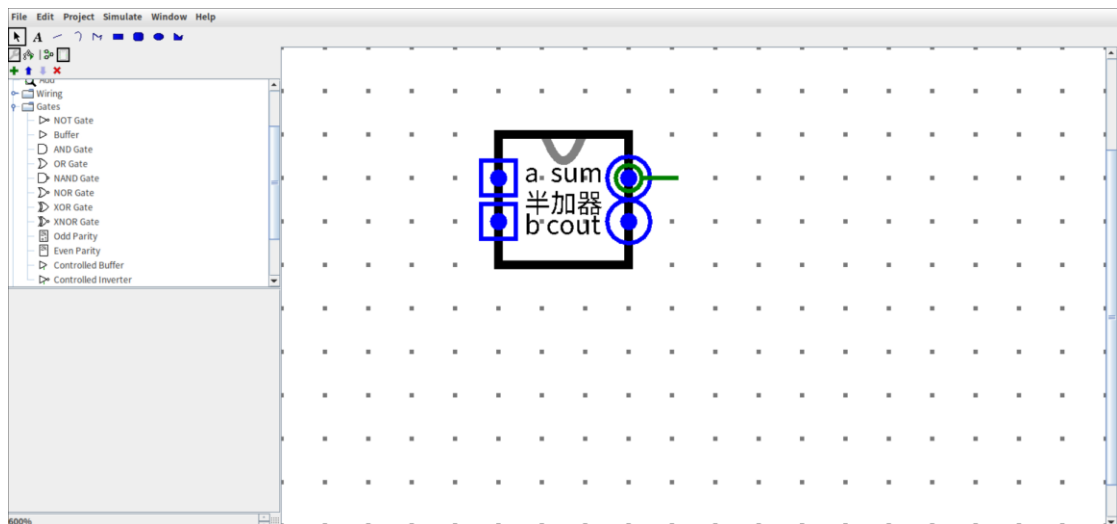 File Edit Project Simulate Window Help
A
Wiring
Gates
NOT Gate
Buffer
AND Gate
OR Gate
NAND Gate
NOR Gate
XOR Gate
XNOR Gate
Odd Parity
Even Parity
Controlled Buffer
Controlled Inverter
a sum
半加器
b cout
600%